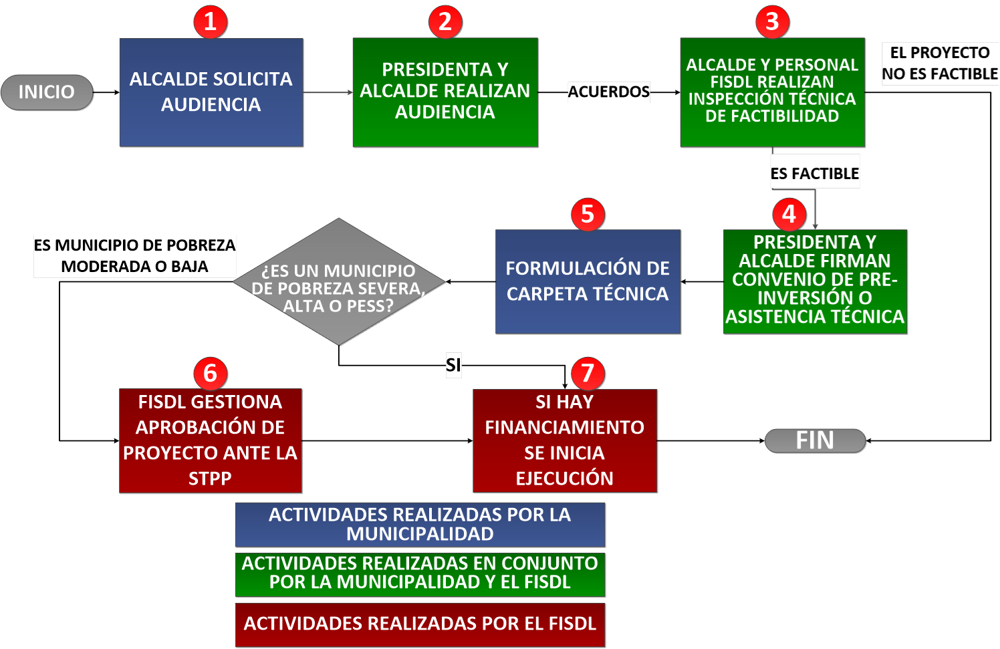 1
2
3
INICIO
ALCALDE SOLICITA
AUDIENCIA
PRESIDENTA Y
ALCALDE REALIZAN
AUDIENCIA
ACUERDOS
ALCALDE Y PERSONAL
FISDL REALIZAN
INSPECCIÓN TÉCNICA
DE FACTIBILIDAD
EL PROYECTO
NO ES FACTIBLE
ES FACTIBLE
4
PRESIDENTA Y
ALCALDE FIRMAN
CONVENIO DE PRE-
INVERSIÓN O
ASISTENCIA TÉCNICA
5
FORMULACIÓN DE
CARPETA TÉCNICA
¿ES UN MUNICIPIO
DE POBREZA SEVERA,
ALTA O PESS?
ES MUNICIPIO DE POBREZA
MODERADA O BAJA
SI
6
FISDL GESTIONA
APROBACIÓN DE
PROYECTO ANTE LA
STPP
7
SI HAY
FINANCIAMIENTO
SE INICIA
EJECUCIÓN
FIN
ACTIVIDADES REALIZADAS POR LA
MUNICIPALIDAD
ACTIVIDADES REALIZADAS EN CONJUNTO
POR LA MUNICIPALIDAD Y EL FISDL
ACTIVIDADES REALIZADAS POR EL FISDL